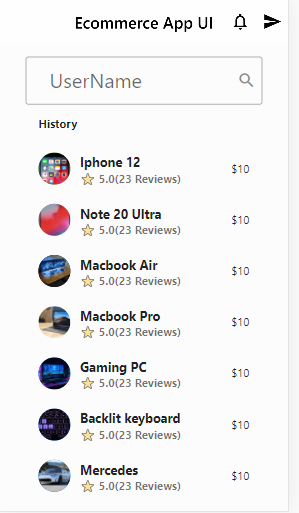 Ecommerce App UI
UserName
History
Iphone 12
5.0(23 Reviews)
$10
Note 20 Ultra
5.0(23 Reviews)
$10
Macbook Air
5.0(23 Reviews)
$10
Macbook Pro
5.0(23 Reviews)
$10
Gaming PC
5.0(23 Reviews)
$10
Backlit keyboard
5.0(23 Reviews)
$10
Mercedes
5.0(23 Reviews)
$10